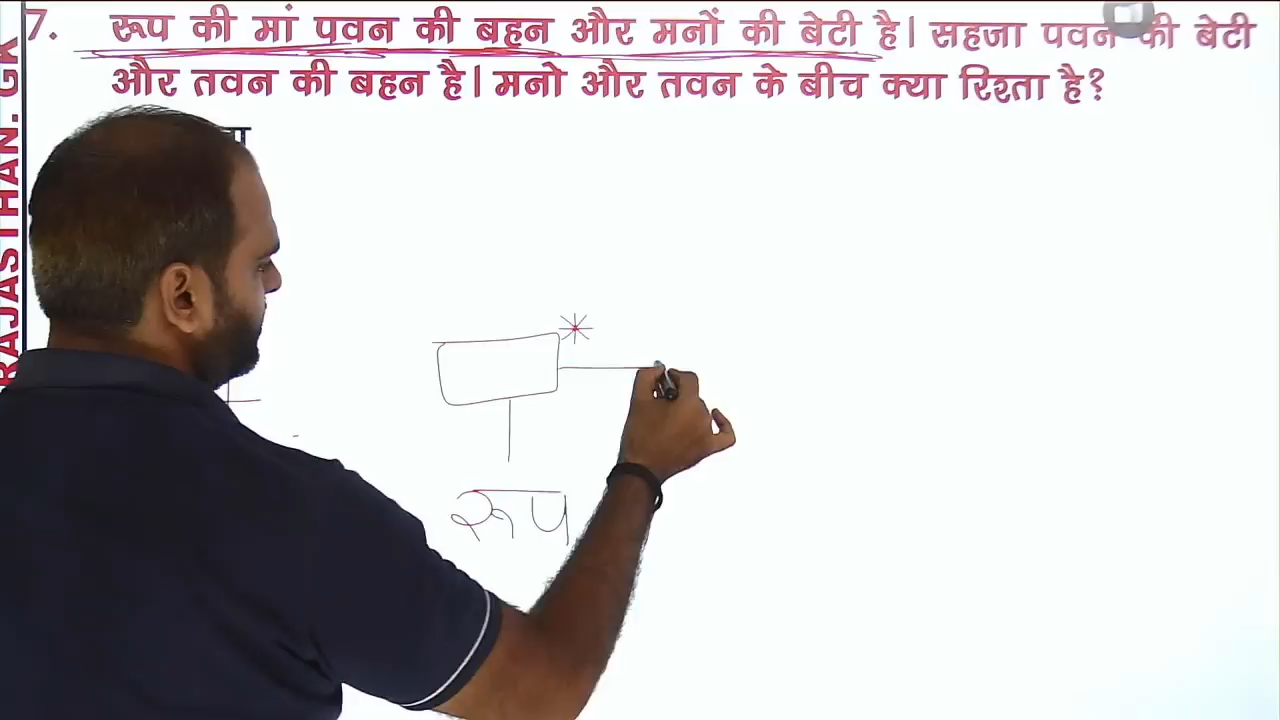 7. रूप की मां पवन की बहन और मनों की बेटी है। सहजा पवन की बेटी
और तवन की बहन है। मनो और तवन के बीच क्या रिश्ता है?
RAJASTHAN. GK
रूप